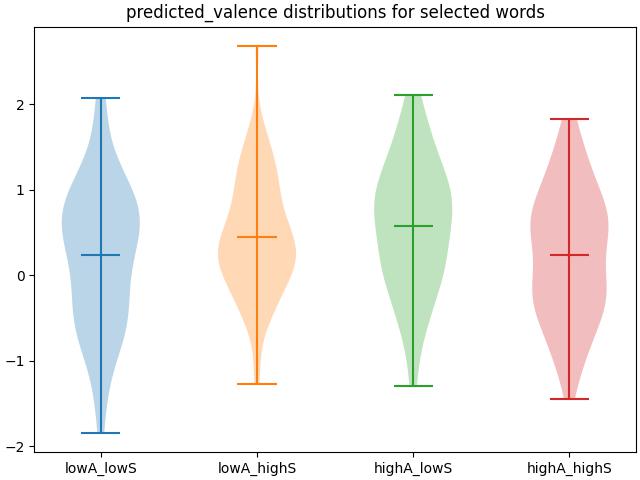 predicted_valence distributions for selected words
2
1
0
−1
−2
lowA_lowS
lowA_highS
highA_lowS
highA_highS